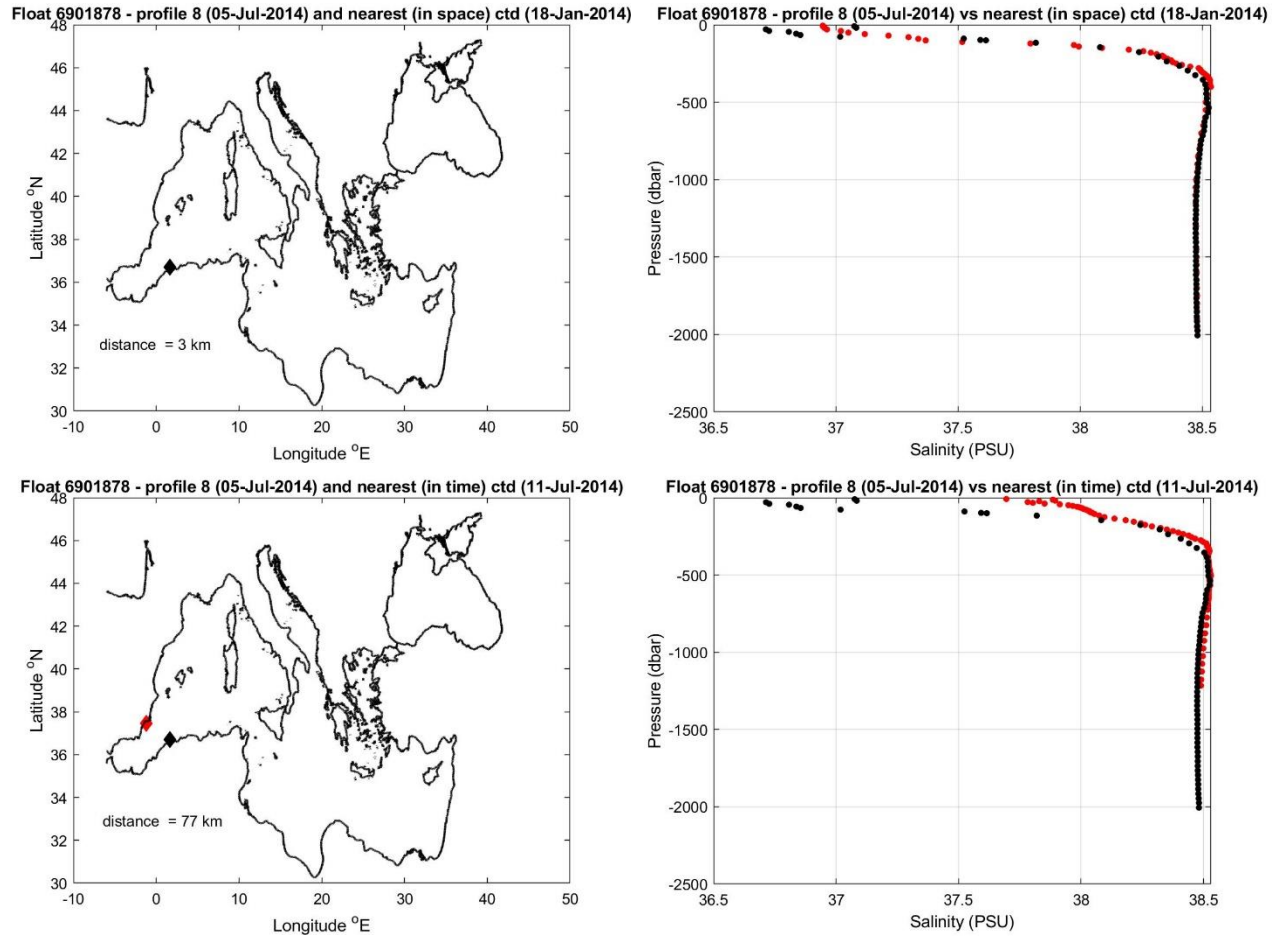 Float 6901878 - profile 8 (05-Jul-2014) and nearest (in space) ctd (18-Jan-2014)
48
46
44
42
40
38
36
34
32
30
Latitude °N
distance = 3 km
-10 0 10 20 30 40 50
Longitude °E
Float 6901878 - profile 8 (05-Jul-2014) vs nearest (in space) ctd (18-Jan-2014)
0
-500
-1000
-1500
-2000
-2500
Pressure (dbar)
36.5 37 37.5 38 38.5
Salinity (PSU)
Float 6901878 - profile 8 (05-Jul-2014) and nearest (in time) ctd (11-Jul-2014)
48
46
44
42
40
38
36
34
32
30
Latitude °N
distance = 77 km
-10 0 10 20 30 40 50
Longitude °E
Float 6901878 - profile 8 (05-Jul-2014) vs nearest (in time) ctd (11-Jul-2014)
0
-500
-1000
-1500
-2000
-2500
Pressure (dbar)
36.5 37 37.5 38 38.5
Salinity (PSU)